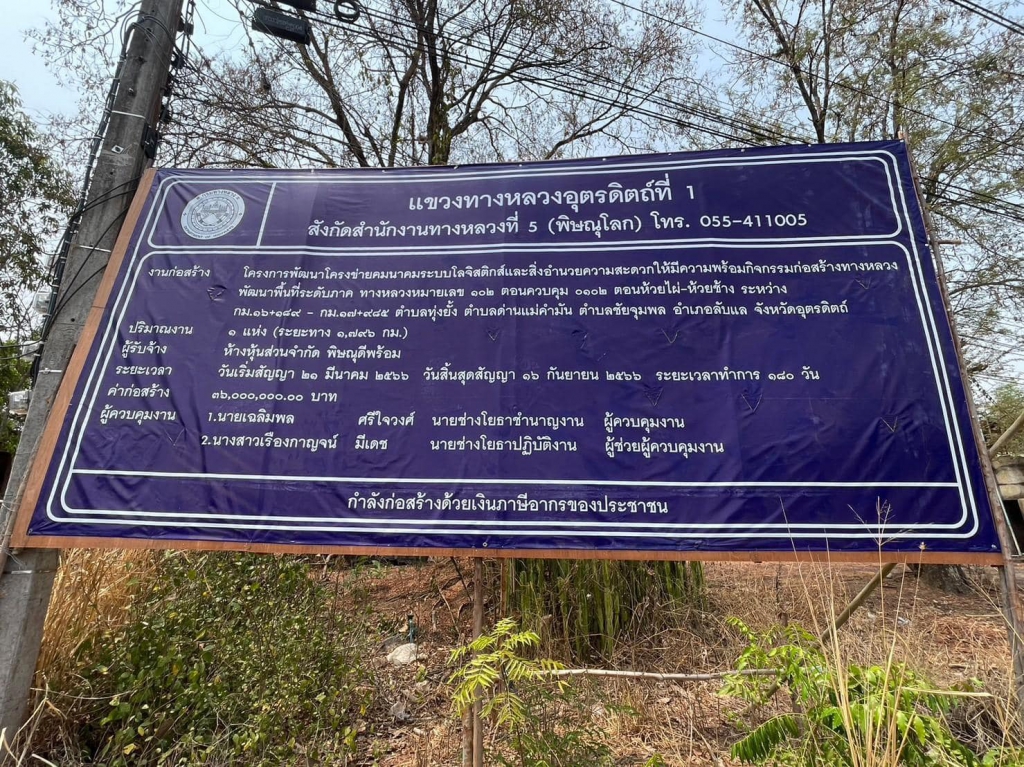 กรมทางหลวง
แขวงทางหลวงอุตรดิตถ์ที่ 1
สังกัดสำนักงานทางหลวงที่ 5 (พิษณุโลก) โทร. 055-411005
งานก่อสร้าง โครงการพัฒนาโครงข่ายคมนาคมระบบโลจิสติกส์และสิ่งอำนวยความสะดวกให้มีความพร้อมกิจกรรมก่อสร้างทางหลวง
พัฒนาพื้นที่ระดับภาค ทางหลวงหมายเลข ๑๐๒ ตอนควบคุม ๐๑๐๒ ตอนห้วยไผ่-ห้วยช้าง ระหว่าง
กม.๑๖+๑๘๙ - กม.๑๗+๙๘๕ ตำบลทุ่งยั้ง ตำบลด่านแม่คำมัน ตำบลชัยจุมพล อำเภอลับแล จังหวัดอุตรดิตถ์
ปริมาณงาน ๑ แห่ง (ระยะทาง ๑,๗๙๖ กม.)
ผู้รับจ้าง ห้างหุ้นส่วนจำกัด พิษณุดีพร้อม
ระยะเวลา วันเริ่มสัญญา ๒๑ มีนาคม ๒๕๖๖ วันสิ้นสุดสัญญา ๑๖ กันยายน ๒๕๖๖ ระยะเวลาทำการ ๑๘๐ วัน
ค่าก่อสร้าง ๓๖,๐๐๐,๐๐๐.๐๐ บาท
ผู้ควบคุมงาน 1.นายเฉลิมพล ศรีใจวงศ์ นายช่างโยธาชำนาญงาน ผู้ควบคุมงาน
2.นางสาวเรืองกาญจน์ มีเดช นายช่างโยธาปฏิบัติงาน ผู้ช่วยผู้ควบคุมงาน
กำลังก่อสร้างด้วยเงินภาษีอากรของประชาชน